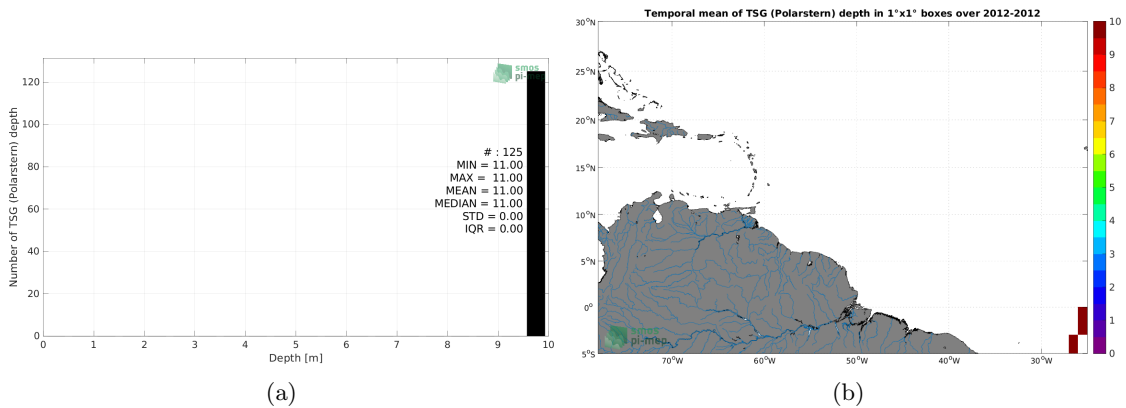 Number of TSG (Polarstern) depth
120
100
80
60
40
20
0
smos
pi-mep
# : 125
MIN = 11.00
MAX = 11.00
MEAN = 11.00
MEDIAN = 11.00
STD = 0.00
IQR = 0.00
0 1 2 3 4 5 6 7 8 9 10
Depth [m]
(a)
Temporal mean of TSG (Polarstern) depth in 1°x1° boxes over 2012-2012
30°N
25°N
20°N
15°N
10°N
5°N
0°
5°S
smos
pi-mep
70°W 60°W 50°W 40°W 30°W
10
9
8
7
6
5
4
3
2
1
0
(b)